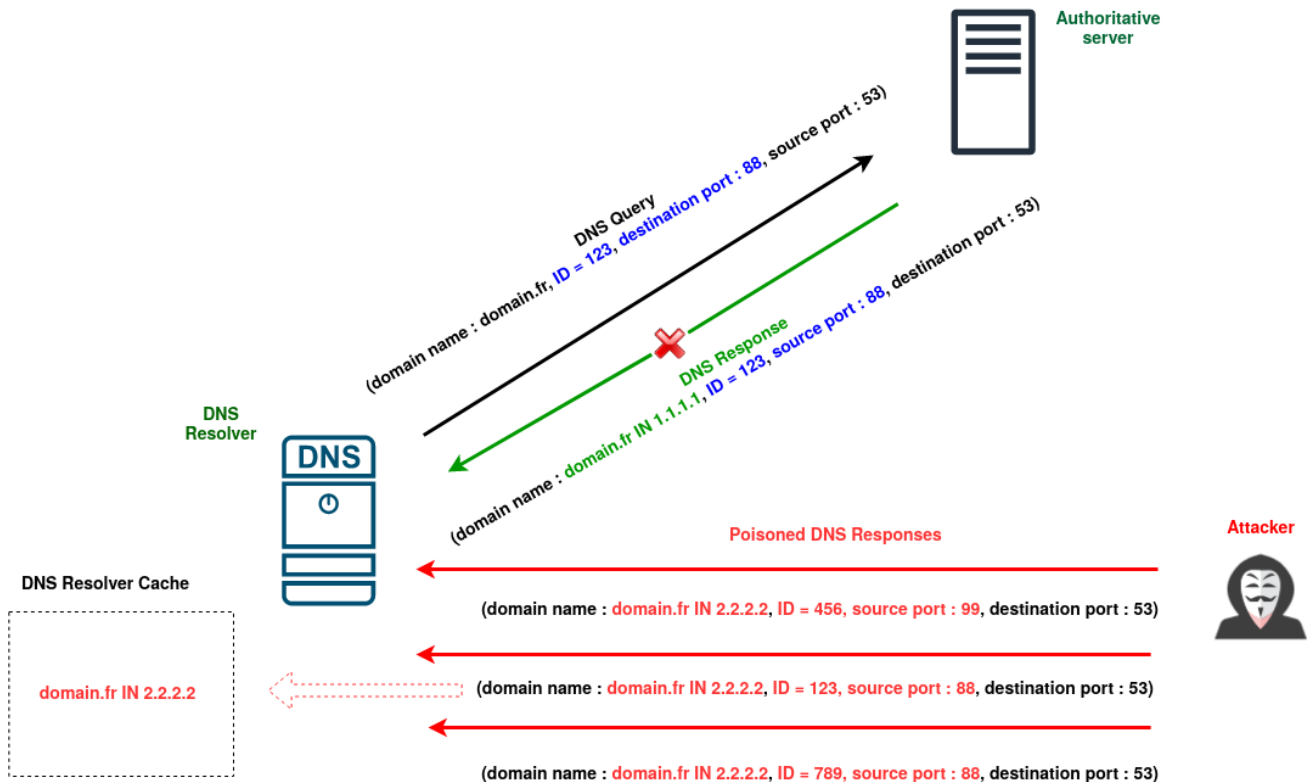 Authoritative
server
DNS Query
(domain name : domain.fr, ID = 123, destination port : 88, source port : 53)
DNS Response
(domain name : domain.fr IN 1.1.1.1, ID = 123, source port : 88, destination port : 53)
DNS
Resolver
DNS
Poisoned DNS Responses
Attacker
DNS Resolver Cache
(domain name : domain.fr IN 2.2.2.2, ID = 456, source port : 99, destination port : 53)
domain.fr IN 2.2.2.2
(domain name : domain.fr IN 2.2.2.2, ID = 123, source port : 88, destination port : 53)
(domain name : domain.fr IN 2.2.2.2, ID = 789, source port : 88, destination port : 53)